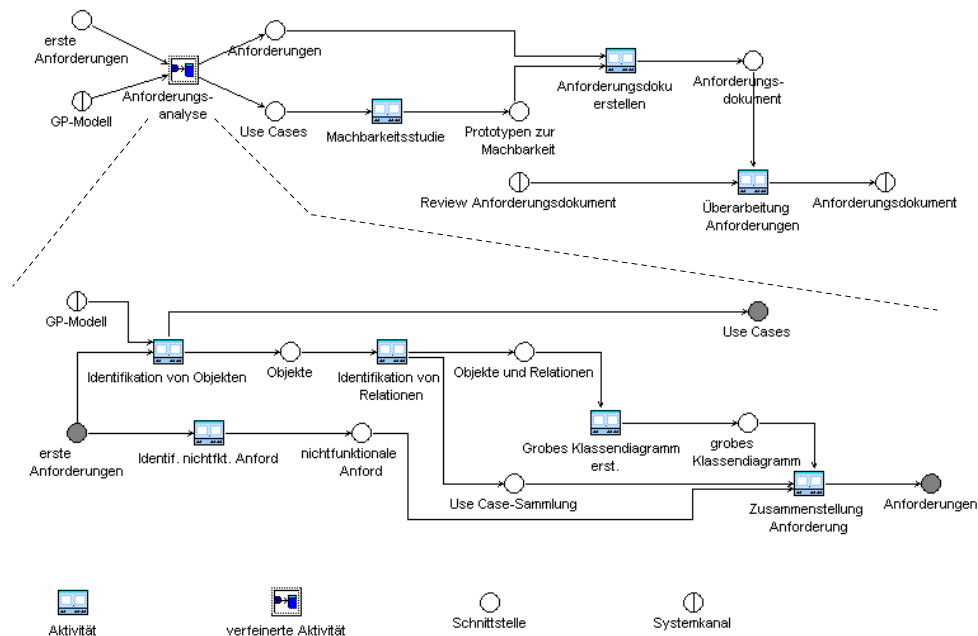 erste
Anforderungen
GP-Modell
Anforderungs-
analyse
Anforderungen
Use Cases
Machbarkeitsstudie
Prototypen zur
Machbarkeit
Anforderungsdoku
erstellen
Anforderungs-
dokument
Review Anforderungsdokument
Überarbeitung
Anforderungen
Anforderungsdokument
GP-Modell
Use Cases
Identifikation von Objekten
Objekte
Identifikation von
Relationen
Objekte und Relationen
erste
Anforderungen
Identif. nichtfkt. Anford
nichtfunktionale
Anford
Grobes Klassendiagramm
erst.
grobes
Klassendiagramm
Use Case-Sammlung
Zusammenstellung
Anforderung
Anforderungen
Aktivität
verfeinerte Aktivität
Schnittstelle
Systemkanal